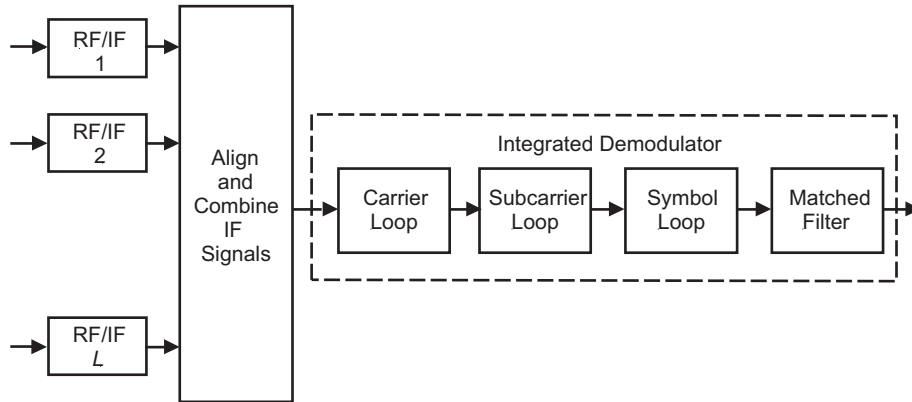 RF/IF
1
RF/IF
2
RF/IF
L
Align
and
Combine
IF
Signals
Integrated Demodulator
Carrier
Loop
Subcarrier
Loop
Symbol
Loop
Matched
Filter